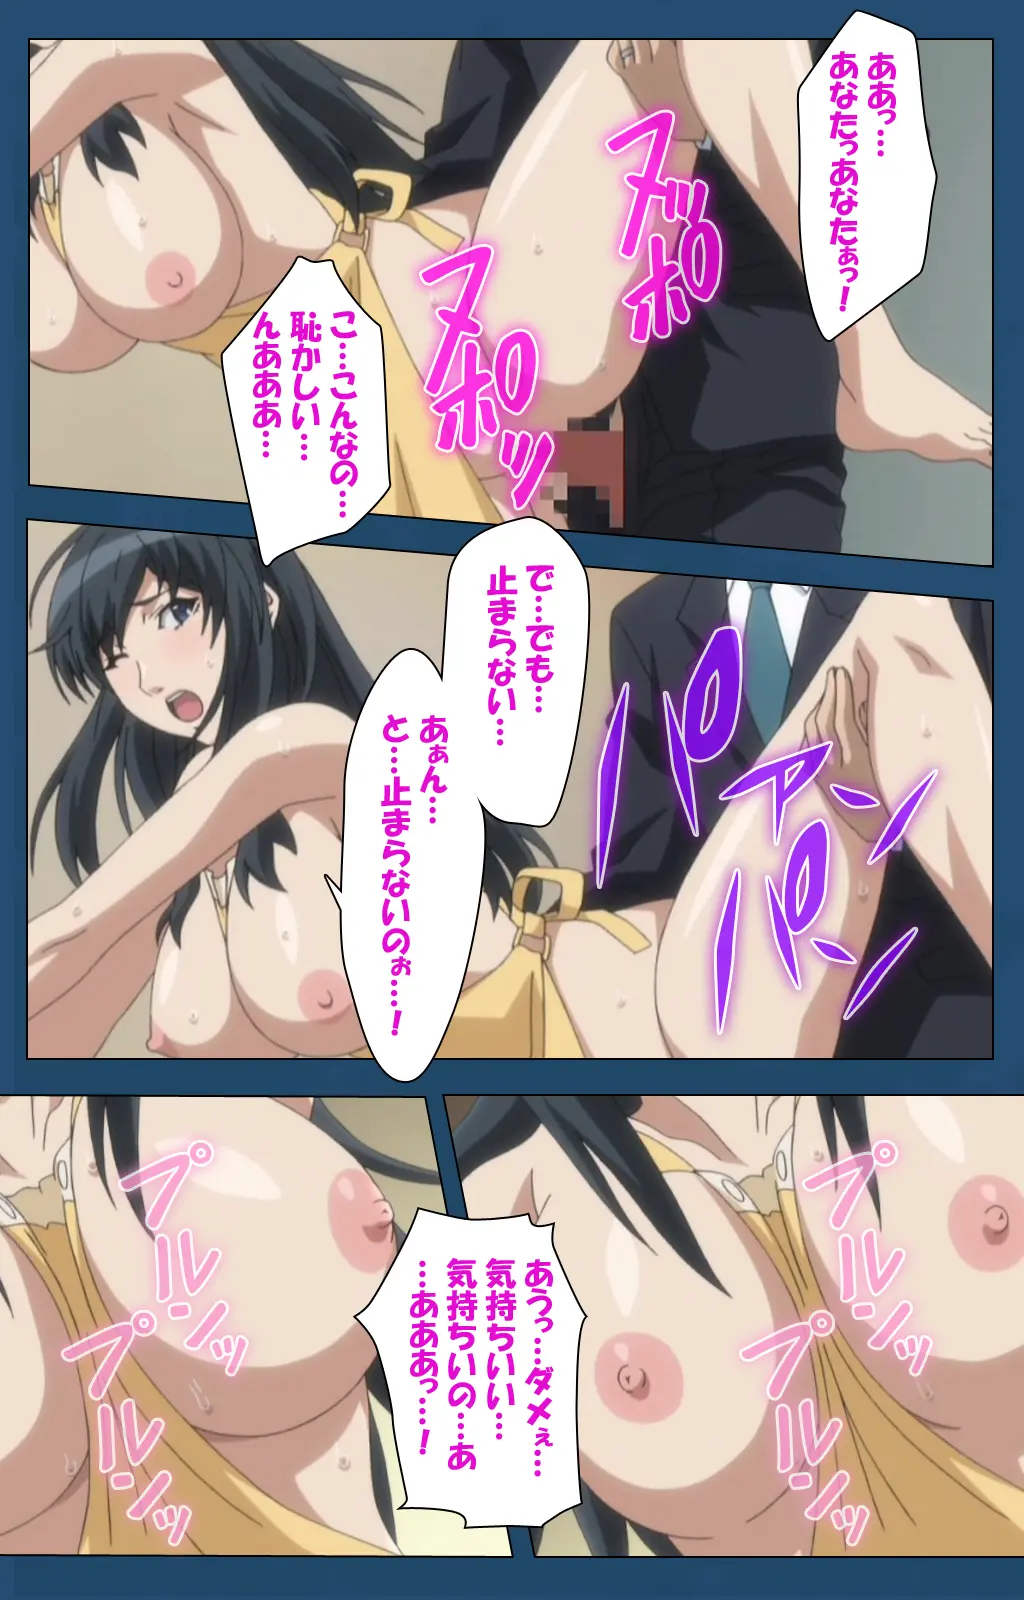 ああっ…
あなたっあなたぁっ！
ヌッポ
ヌポッ
こ…こんなの…
恥かしい…
んあああ…
で…でも…
止まらない…
あぁん…
と…止まらないのぉ…！
パァン
パンパン
あうっ…ダメぇ…
気持ちいい…
気持ちいの…あ
…あああっ…！
プルンッ
プルンッ
プルンッ
プルンッ